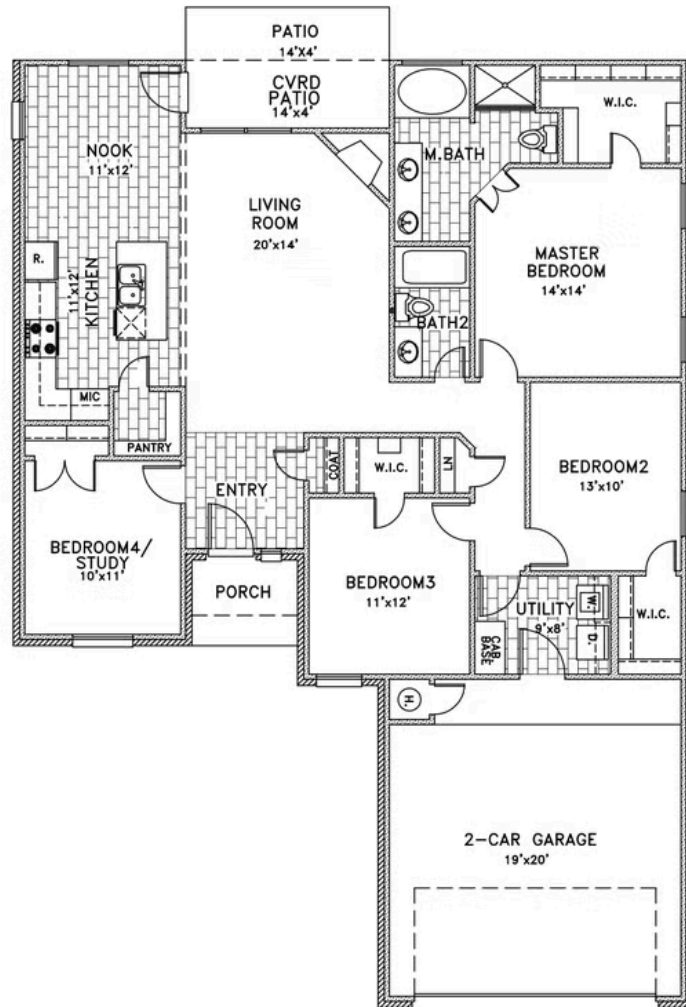 PATIO
14'X4'
CVRD
PATIO
14'x4'
NOOK
11'x12'
W.I.C.
M.BATH
LIVING
ROOM
20'x14'
MASTER
BEDROOM
14'x14'
R.
KITCHEN
11'x12'
BATH2
MIC
PANTRY
COAT
W.I.C.
LN
BEDROOM2
13'x10'
ENTRY
BEDROOM4/
STUDY
10'x11'
PORCH
BEDROOM3
11'x12'
UTILITY
9'x8'
W.
D.
CAB
BASE
W.I.C.
H.
2-CAR GARAGE
19'x20'